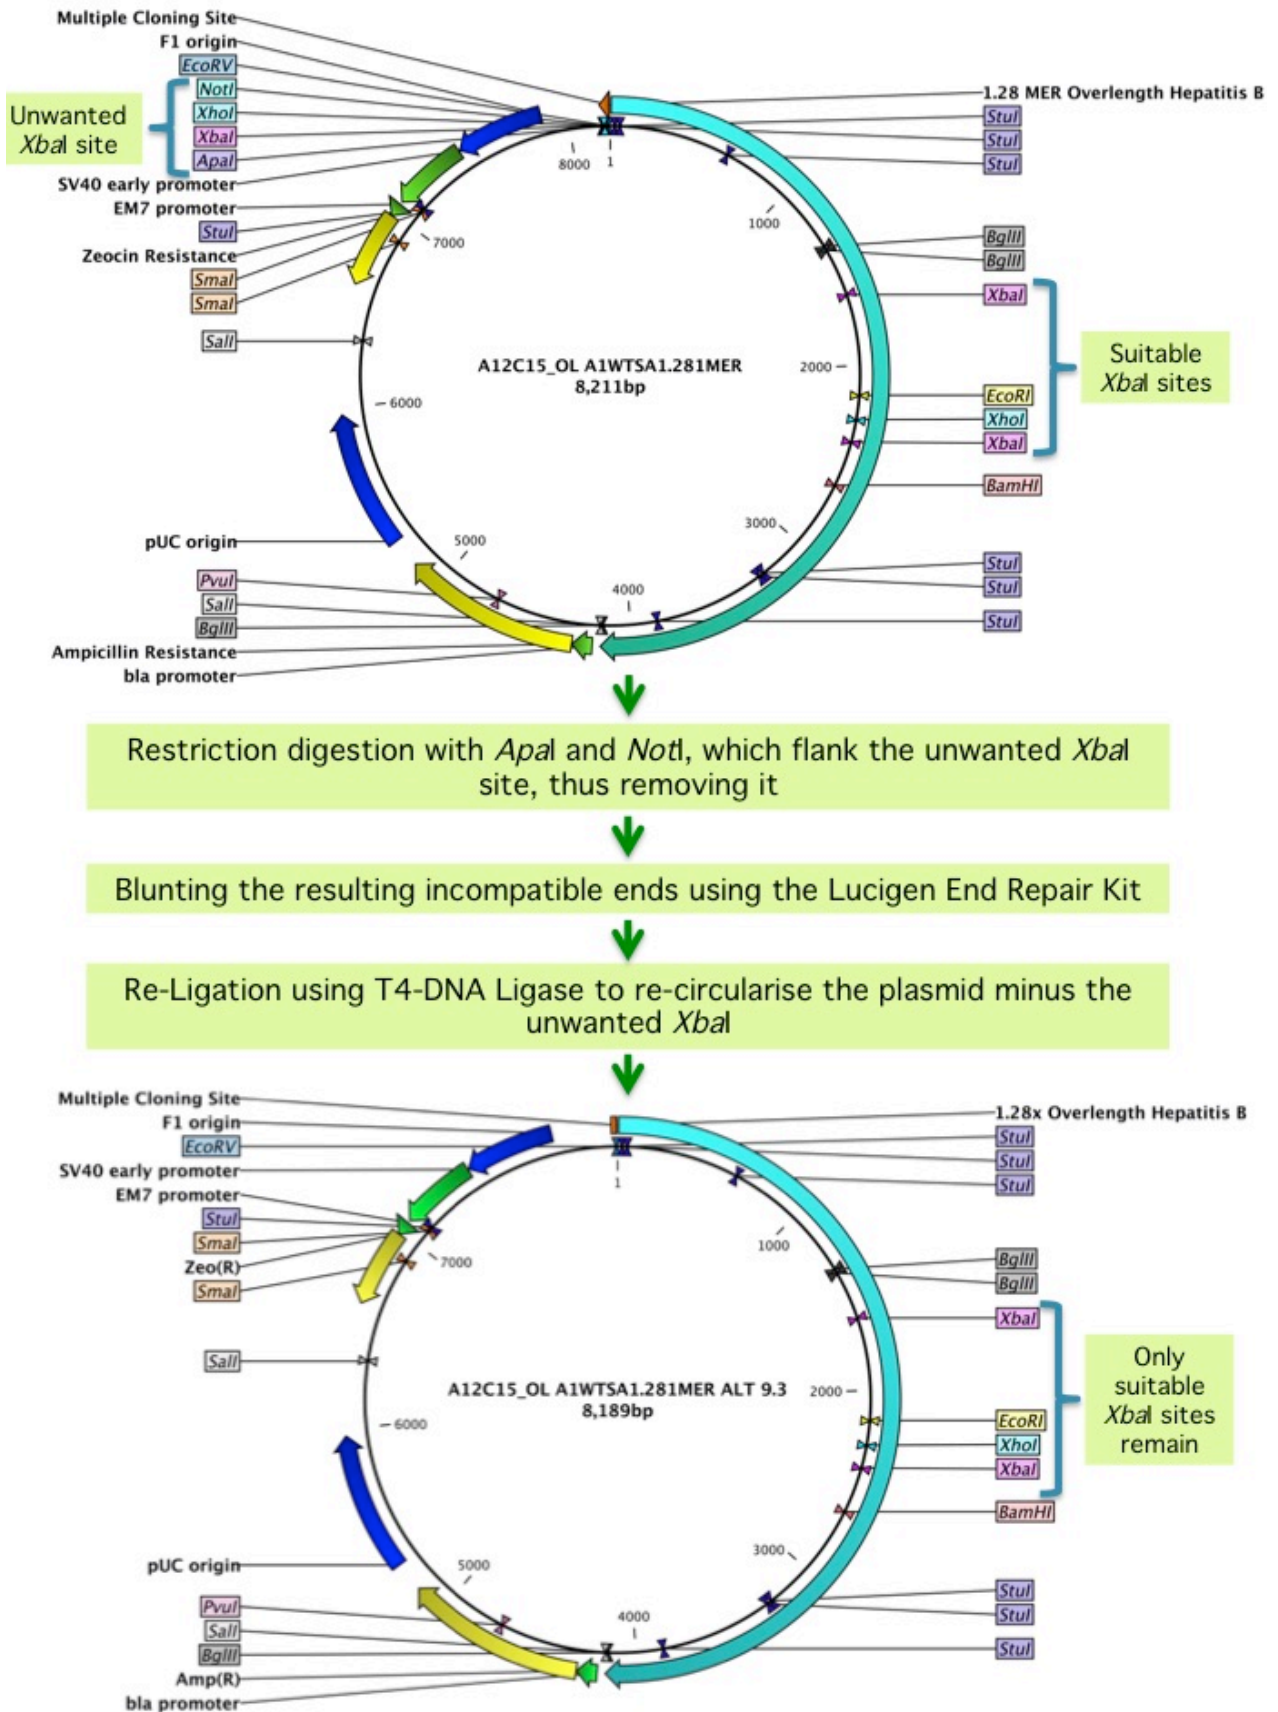 Multiple Cloning Site
F1 origin
EcoRV
NotI
XhoI
XbaI
ApaI
SV40 early promoter
EM7 promoter
StuI
Zeocin Resistance
SmaI
SmaI
SalI
pUC origin
PvuI
SalI
BglII
Ampicillin Resistance
bla promoter
Unwanted
XbaI site
8000
1
1000
2000
3000
4000
5000
6000
7000
A12C15_OL A1WTSA1.281MER
8,211bp
1.28 MER Overlength Hepatitis B
StuI
StuI
StuI
BglII
BglII
XbaI
EcoRI
XhoI
XbaI
BamHI
StuI
StuI
StuI
Suitable
XbaI sites
Restriction digestion with ApaI and NotI, which flank the unwanted XbaI
site, thus removing it
Blunting the resulting incompatible ends using the Lucigen End Repair Kit
Re-Ligation using T4-DNA Ligase to re-circularise the plasmid minus the
unwanted XbaI
Multiple Cloning Site
F1 origin
EcoRV
SV40 early promoter
EM7 promoter
StuI
SmaI
Zeo(R)
SmaI
SalI
pUC origin
PvuI
SalI
BglII
Amp(R)
bla promoter
1
1000
2000
3000
4000
5000
6000
7000
A12C15_OL A1WTSA1.281MER ALT 9.3
8,189bp
1.28x Overlength Hepatitis B
StuI
StuI
StuI
BglII
BglII
XbaI
EcoRI
XhoI
XbaI
BamHI
StuI
StuI
StuI
Only
suitable
XbaI sites
remain